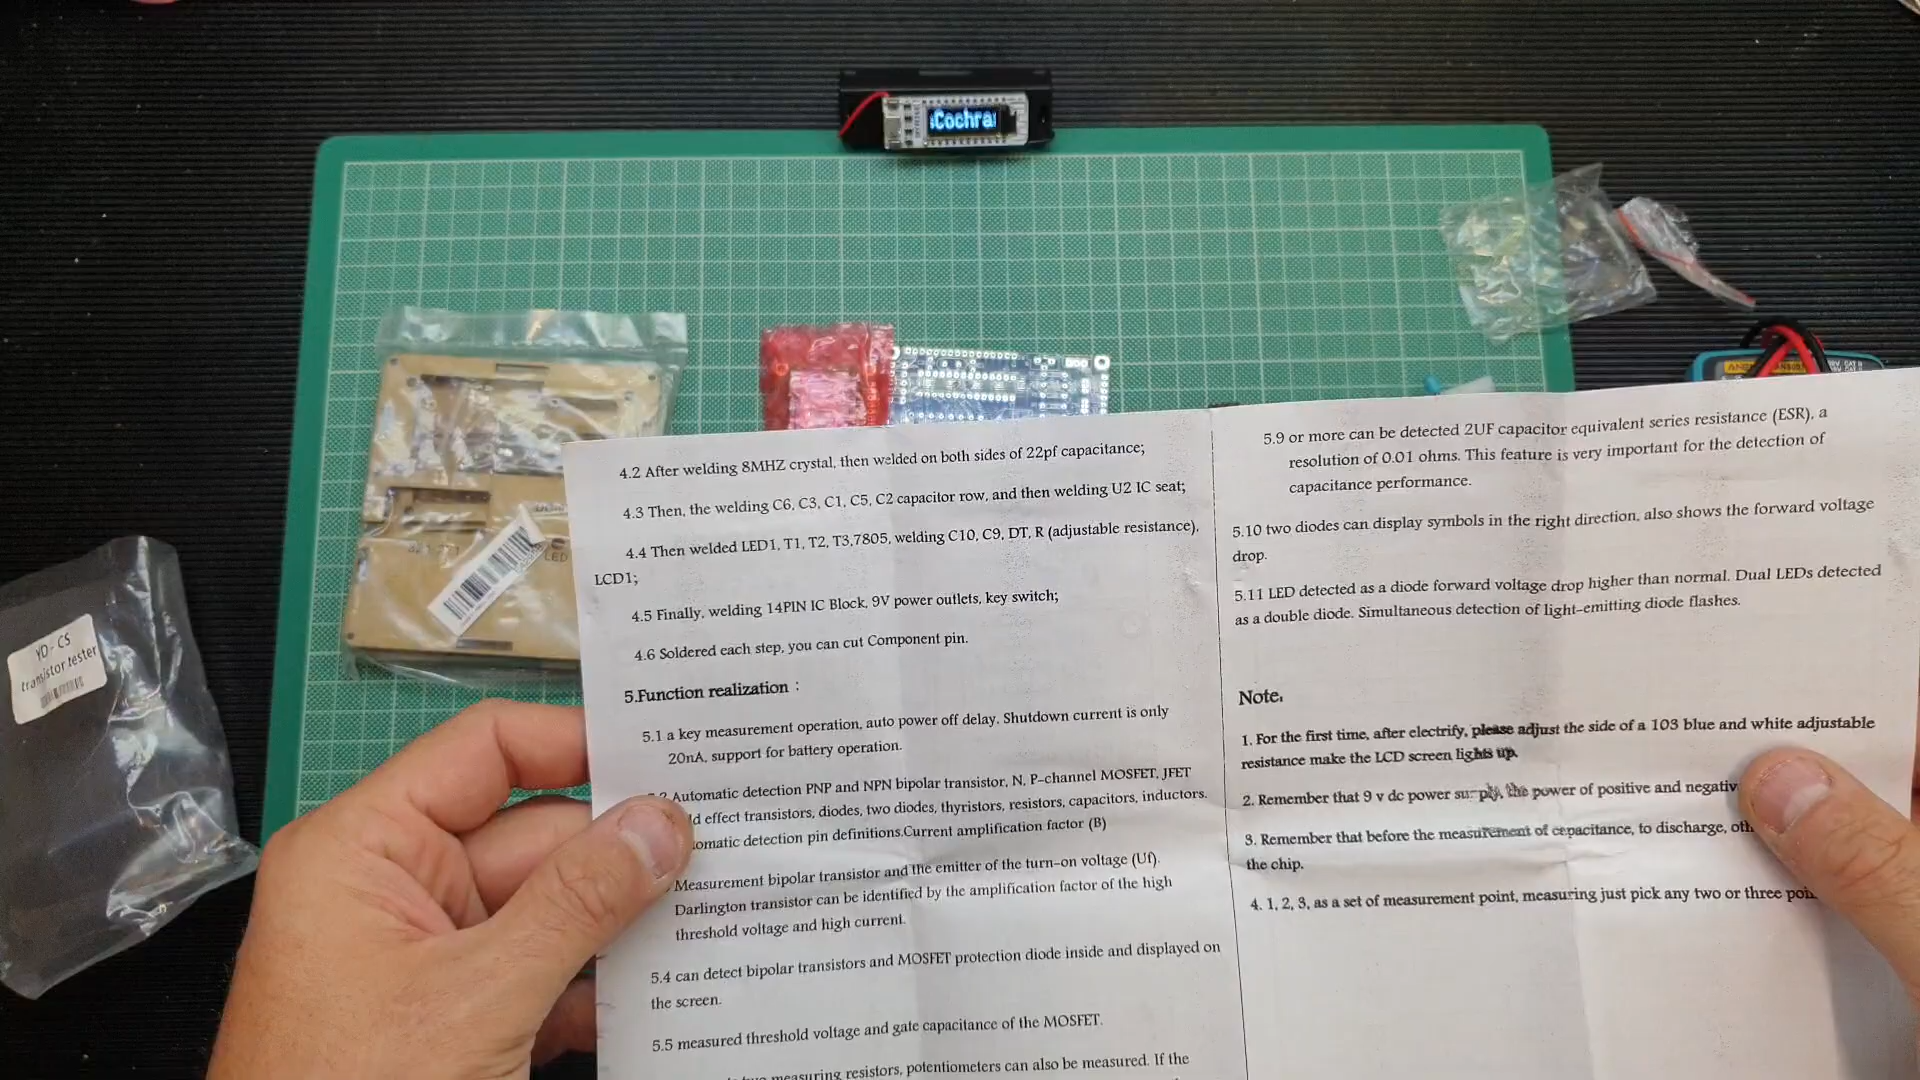 Cochra
YD-CS
transistor tester
LED
4.2 After welding 8MHZ crystal, then welded on both sides of 22pf capacitance;
4.3 Then, the welding C6, C3, C1, C5, C2 capacitor row, and then welding U2 IC seat;
4.4 Then welded LED1, T1, T2, T3,7805, welding C10, C9, DT, R (adjustable resistance),
LCD1;
4.5 Finally, welding 14PIN IC Block, 9V power outlets, key switch;
4.6 Soldered each step, you can cut Component pin.
5.Function realization :
5.1 a key measurement operation, auto power off delay. Shutdown current is only
20nA, support for battery operation.
Automatic detection PNP and NPN bipolar transistor, N, P-channel MOSFET, JFET
effect transistors, diodes, two diodes, thyristors, resistors, capacitors, inductors.
omatic detection pin definitions.Current amplification factor (B)
Measurement bipolar transistor and the emitter of the turn-on voltage (Uf).
Darlington transistor can be identified by the amplification factor of the high
threshold voltage and high current.
5.4 can detect bipolar transistors and MOSFET protection diode inside and displayed on
the screen.
5.5 measured threshold voltage and gate capacitance of the MOSFET.
measuring resistors, potentiometers can also be measured. If the
5.9 or more can be detected 2UF capacitor equivalent series resistance (ESR), a
resolution of 0.01 ohms. This feature is very important for the detection of
capacitance performance.
5.10 two diodes can display symbols in the right direction, also shows the forward voltage
drop.
5.11 LED detected as a diode forward voltage drop higher than normal. Dual LEDs detected
as a double diode. Simultaneous detection of light-emitting diode flashes.
Note.
1. For the first time, after electrify, please adjust the side of a 103 blue and white adjustable
resistance make the LCD screen lights up.
2. Remember that 9 v dc power supply, the power of positive and negativ
3. Remember that before the measurement of capacitance, to discharge, oth
the chip.
4. 1, 2, 3, as a set of measurement point, measuring just pick any two or three poin